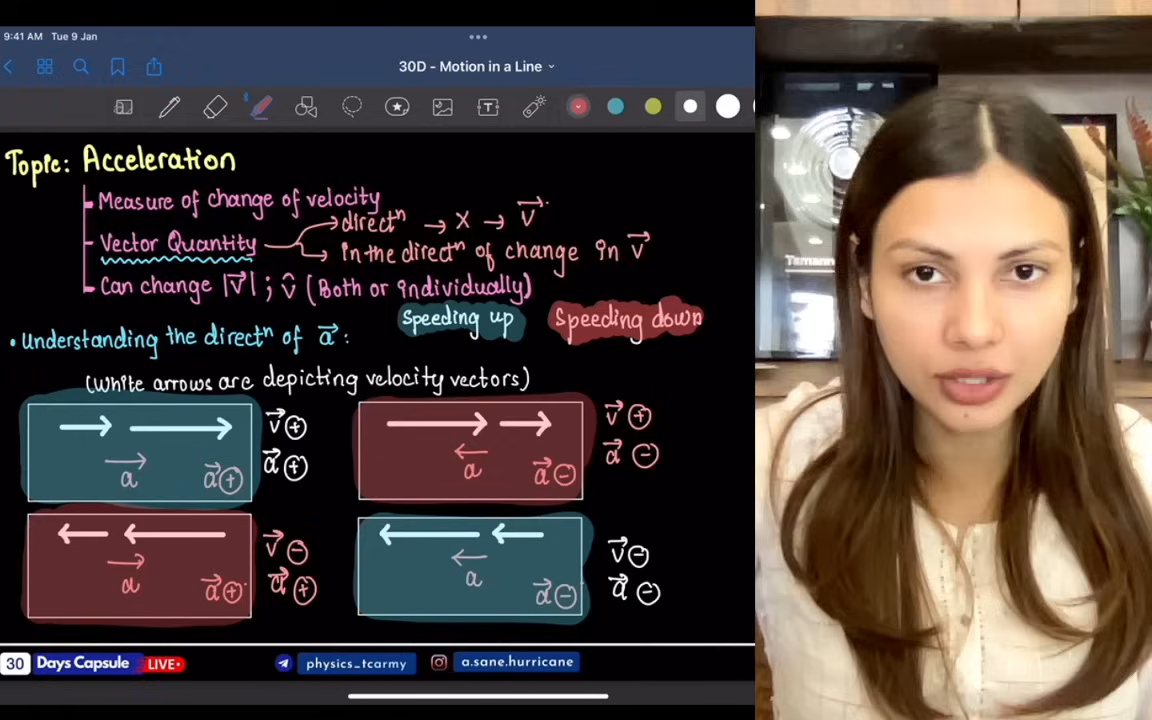 9:41 AM Tue 9 Jan
30D - Motion in a Line
T
Topic: Acceleration
Measure of change of velocity
Vector Quantity → directⁿ → X → v⃗
→ in the directⁿ of change in v⃗
Can change |v⃗| ; v̂ (Both or individually)
Speeding up Speeding down
• Understanding the directⁿ of a⃗ :
(White arrows are depicting velocity vectors)
v⃗ ⊕
a⃗ ⊕
a a⃗ ⊕
v⃗ ⊕
a⃗ ⊖
a a⃗ ⊖
v⃗ ⊖
a⃗ ⊕
a a⃗ ⊕
v⃗ ⊖
a⃗ ⊖
a a⃗ ⊖
30 Days Capsule LIVE physics_tcarmy a.sane.hurricane